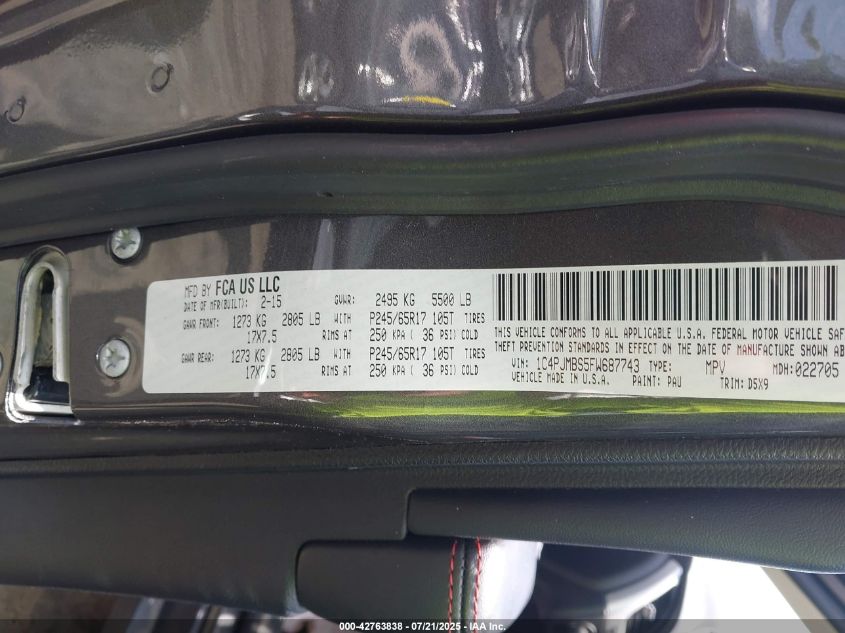 MFD BY FCA US LLC
DATE OF MFR(BUILT): 2-15 GVWR: 2495 KG 5500 LB
GAWR FRONT: 1273 KG 2805 LB WITH P245/65R17 105T TIRES
17X7.5 RIMS AT 250 KPA ( 36 PSI) COLD
GAWR REAR: 1273 KG 2805 LB WITH P245/65R17 105T TIRES
17X7.5 RIMS AT 250 KPA ( 36 PSI) COLD
THIS VEHICLE CONFORMS TO ALL APPLICABLE U.S.A. FEDERAL MOTOR VEHICLE SAF
THEFT PREVENTION STANDARDS IN EFFECT ON THE DATE OF MANUFACTURE SHOWN AB
VIN: 1C4PJMBS5FW687743 TYPE: MPV MDH: 022705
VEHICLE MADE IN U.S.A. PAINT: PAU TRIM: D5X9
000-42763838 - 07/21/2025 - IAA Inc.